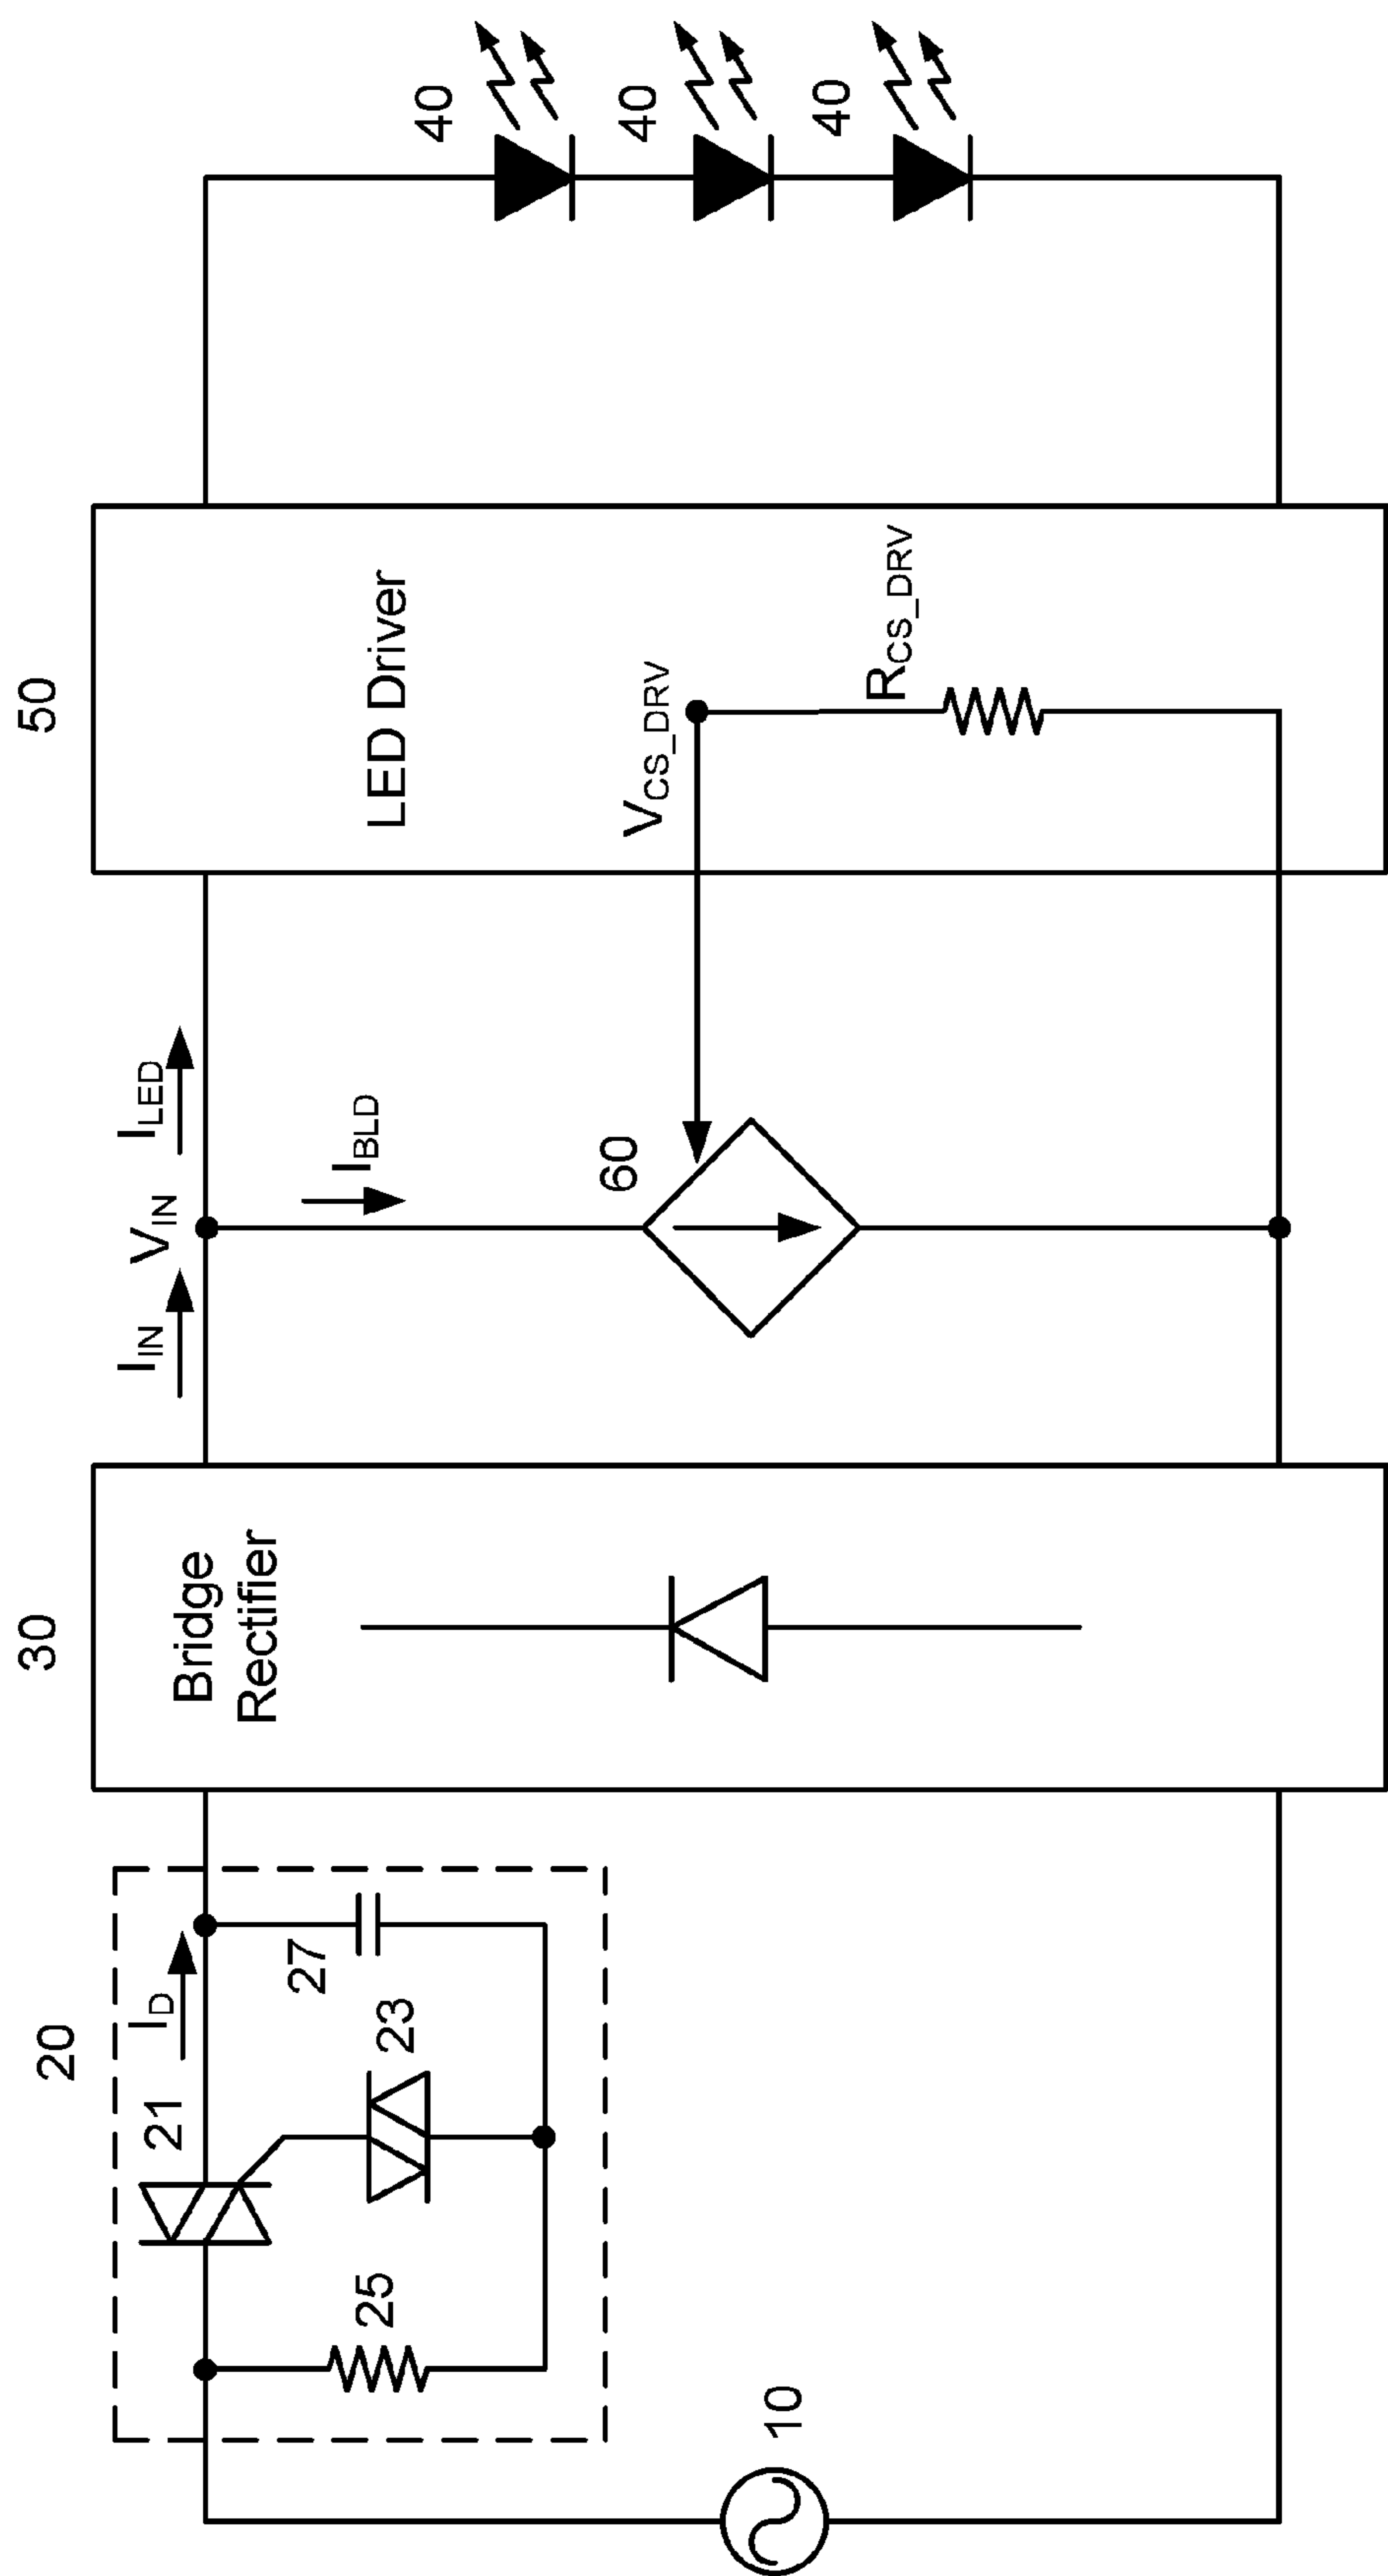 20
30
50
21
I_D
27
23
25
10
Bridge
Rectifier
I_IN
V_IN
I_LED
I_BLD
60
LED Driver
V_CS_DRV
R_CS_DRV
40
40
40